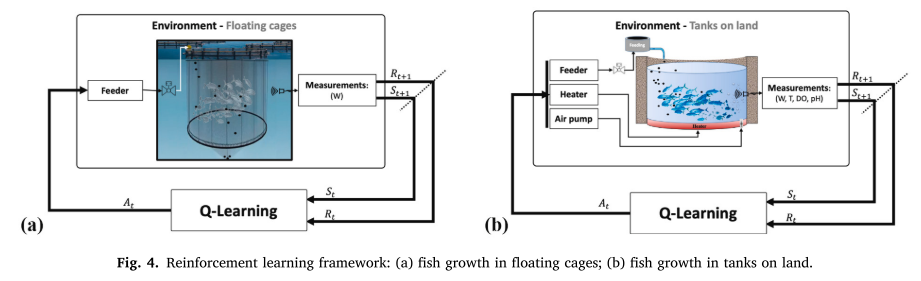 Environment - Floating cages
Feeder
Measurements:
(W)
R_{t+1}
S_{t+1}
A_t
Q-Learning
S_t
R_t
(a)
Environment - Tanks on land
Feeding
Feeder
Heater
Air pump
Heater
Measurements:
(W, T, DO, pH)
R_{t+1}
S_{t+1}
A_t
Q-Learning
S_t
R_t
(b)
Fig. 4. Reinforcement learning framework: (a) fish growth in floating cages; (b) fish growth in tanks on land.